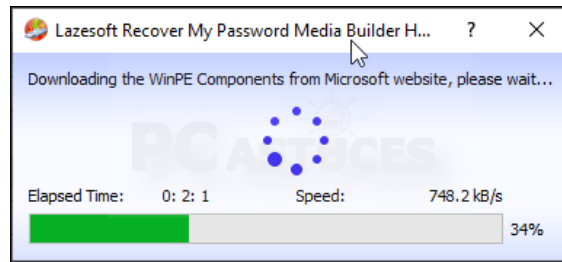 Lazesoft Recover My Password Media Builder H... ?
Downloading the WinPE Components from Microsoft website, please wait...
PC ASTUCES
Elapsed Time: 0: 2: 1 Speed: 748.2 kB/s
34%